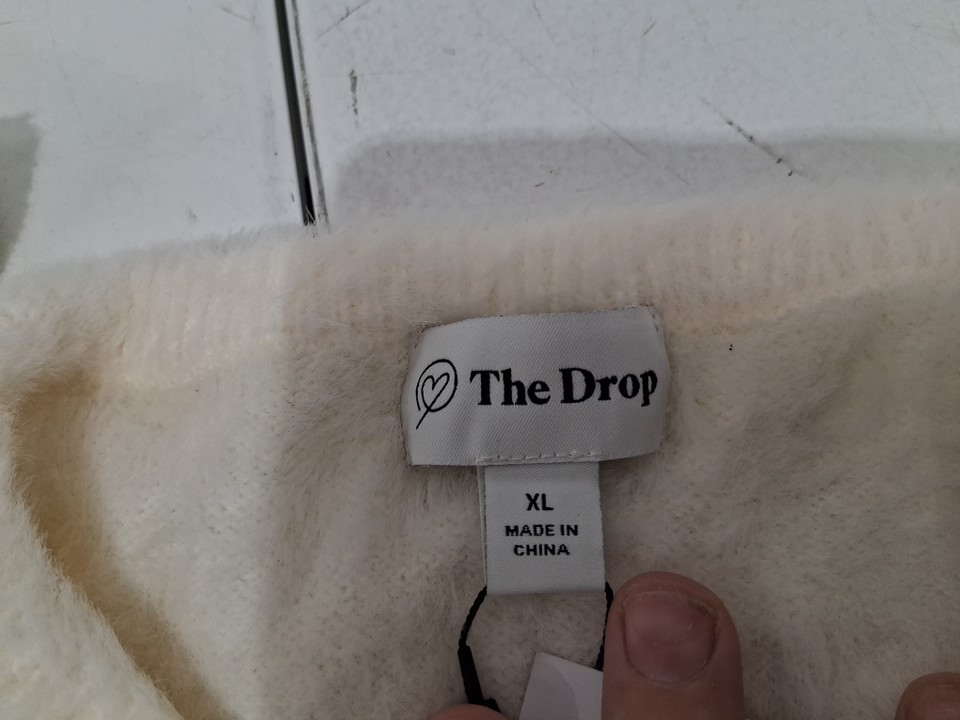 The Drop
XL
MADE IN
CHINA